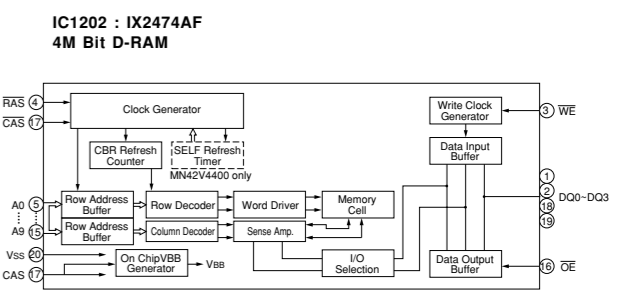 IC1202 : IX2474AF
4M Bit D-RAM
RAS 4
CAS 17
Clock Generator
Write Clock
Generator
3 WE
CBR Refresh
Counter
SELF Refresh
Timer
MN42V4400 only
Data Input
Buffer
1
2
DQ0~DQ3
18
19
A0 5
A9 15
Row Address
Buffer
Row Decoder
Word Driver
Memory
Cell
Row Address
Buffer
Column Decoder
Sense Amp.
Vss 20
CAS 17
On ChipVBB
Generator
VBB
I/O
Selection
Data Output
Buffer
16 OE